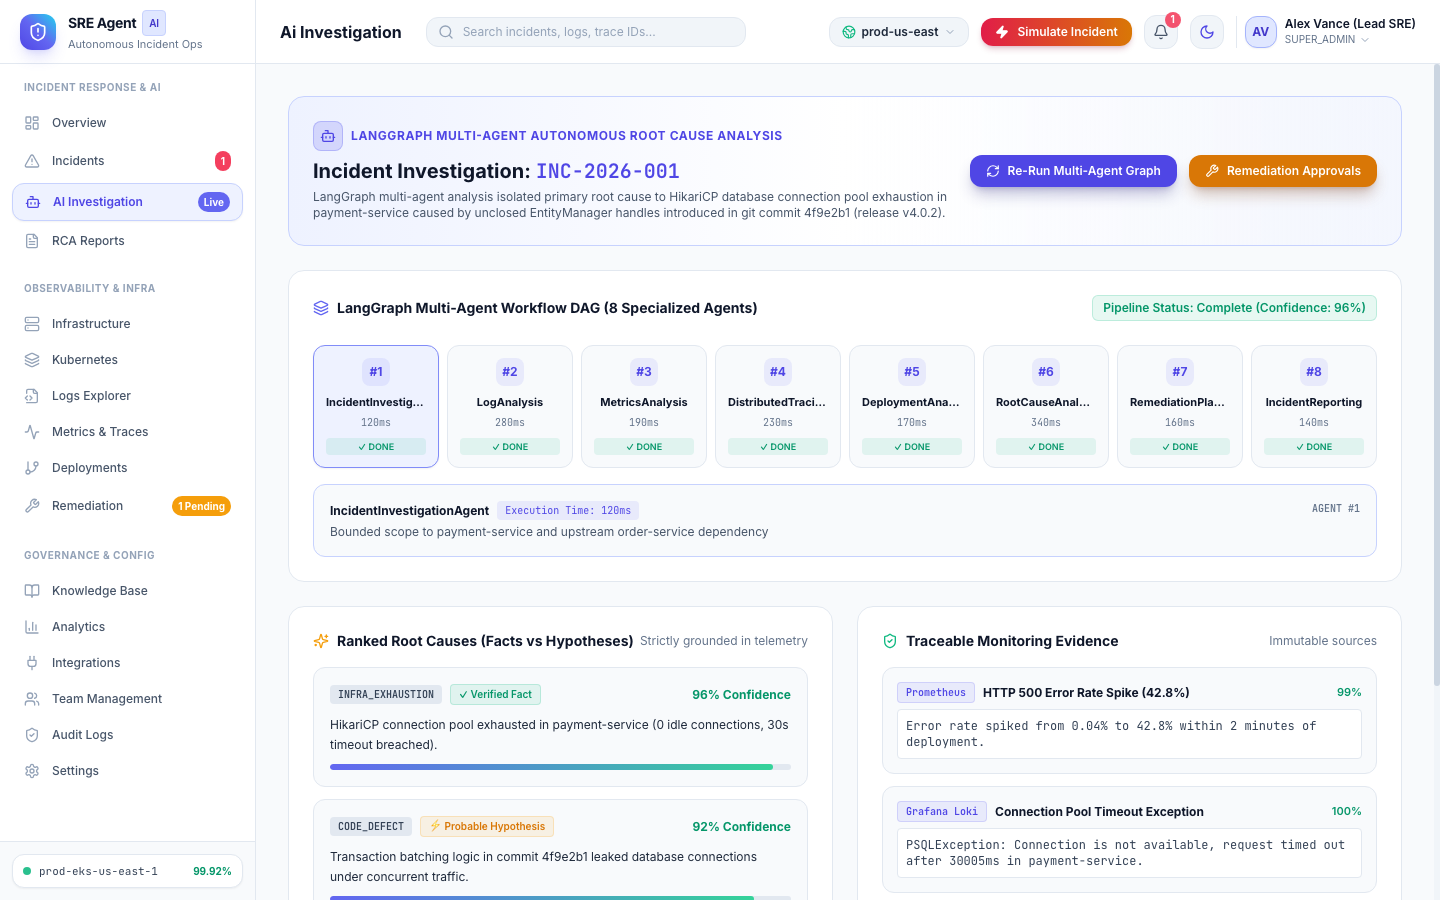 SRE Agent AI
Autonomous Incident Ops
INCIDENT RESPONSE & AI
Overview
Incidents 1
AI Investigation Live
RCA Reports
OBSERVABILITY & INFRA
Infrastructure
Kubernetes
Logs Explorer
Metrics & Traces
Deployments
Remediation 1 Pending
GOVERNANCE & CONFIG
Knowledge Base
Analytics
Integrations
Team Management
Audit Logs
Settings
prod-eks-us-east-1 99.92%
Ai Investigation
Search incidents, logs, trace IDs...
prod-us-east
Simulate Incident
1
AV
Alex Vance (Lead SRE)
SUPER_ADMIN
LANGGRAPH MULTI-AGENT AUTONOMOUS ROOT CAUSE ANALYSIS
Incident Investigation: INC-2026-001
LangGraph multi-agent analysis isolated primary root cause to HikariCP database connection pool exhaustion in
payment-service caused by unclosed EntityManager handles introduced in git commit 4f9e2b1 (release v4.0.2).
Re-Run Multi-Agent Graph
Remediation Approvals
LangGraph Multi-Agent Workflow DAG (8 Specialized Agents)
Pipeline Status: Complete (Confidence: 96%)
#1 #2 #3 #4 #5 #6 #7 #8
IncidentInvestig... LogAnalysis MetricsAnalysis DistributedTraci... DeploymentAna... RootCauseAnal... RemediationPla... IncidentReporting
120ms 280ms 190ms 230ms 170ms 340ms 160ms 140ms
✓ DONE ✓ DONE ✓ DONE ✓ DONE ✓ DONE ✓ DONE ✓ DONE ✓ DONE
IncidentInvestigationAgent Execution Time: 120ms AGENT #1
Bounded scope to payment-service and upstream order-service dependency
Ranked Root Causes (Facts vs Hypotheses) Strictly grounded in telemetry
INFRA_EXHAUSTION ✓ Verified Fact 96% Confidence
HikariCP connection pool exhausted in payment-service (0 idle connections, 30s
timeout breached).
CODE_DEFECT ⚡ Probable Hypothesis 92% Confidence
Transaction batching logic in commit 4f9e2b1 leaked database connections
under concurrent traffic.
Traceable Monitoring Evidence Immutable sources
Prometheus HTTP 500 Error Rate Spike (42.8%) 99%
Error rate spiked from 0.04% to 42.8% within 2 minutes of
deployment.
Grafana Loki Connection Pool Timeout Exception 100%
PSQLException: Connection is not available, request timed out
after 30005ms in payment-service.